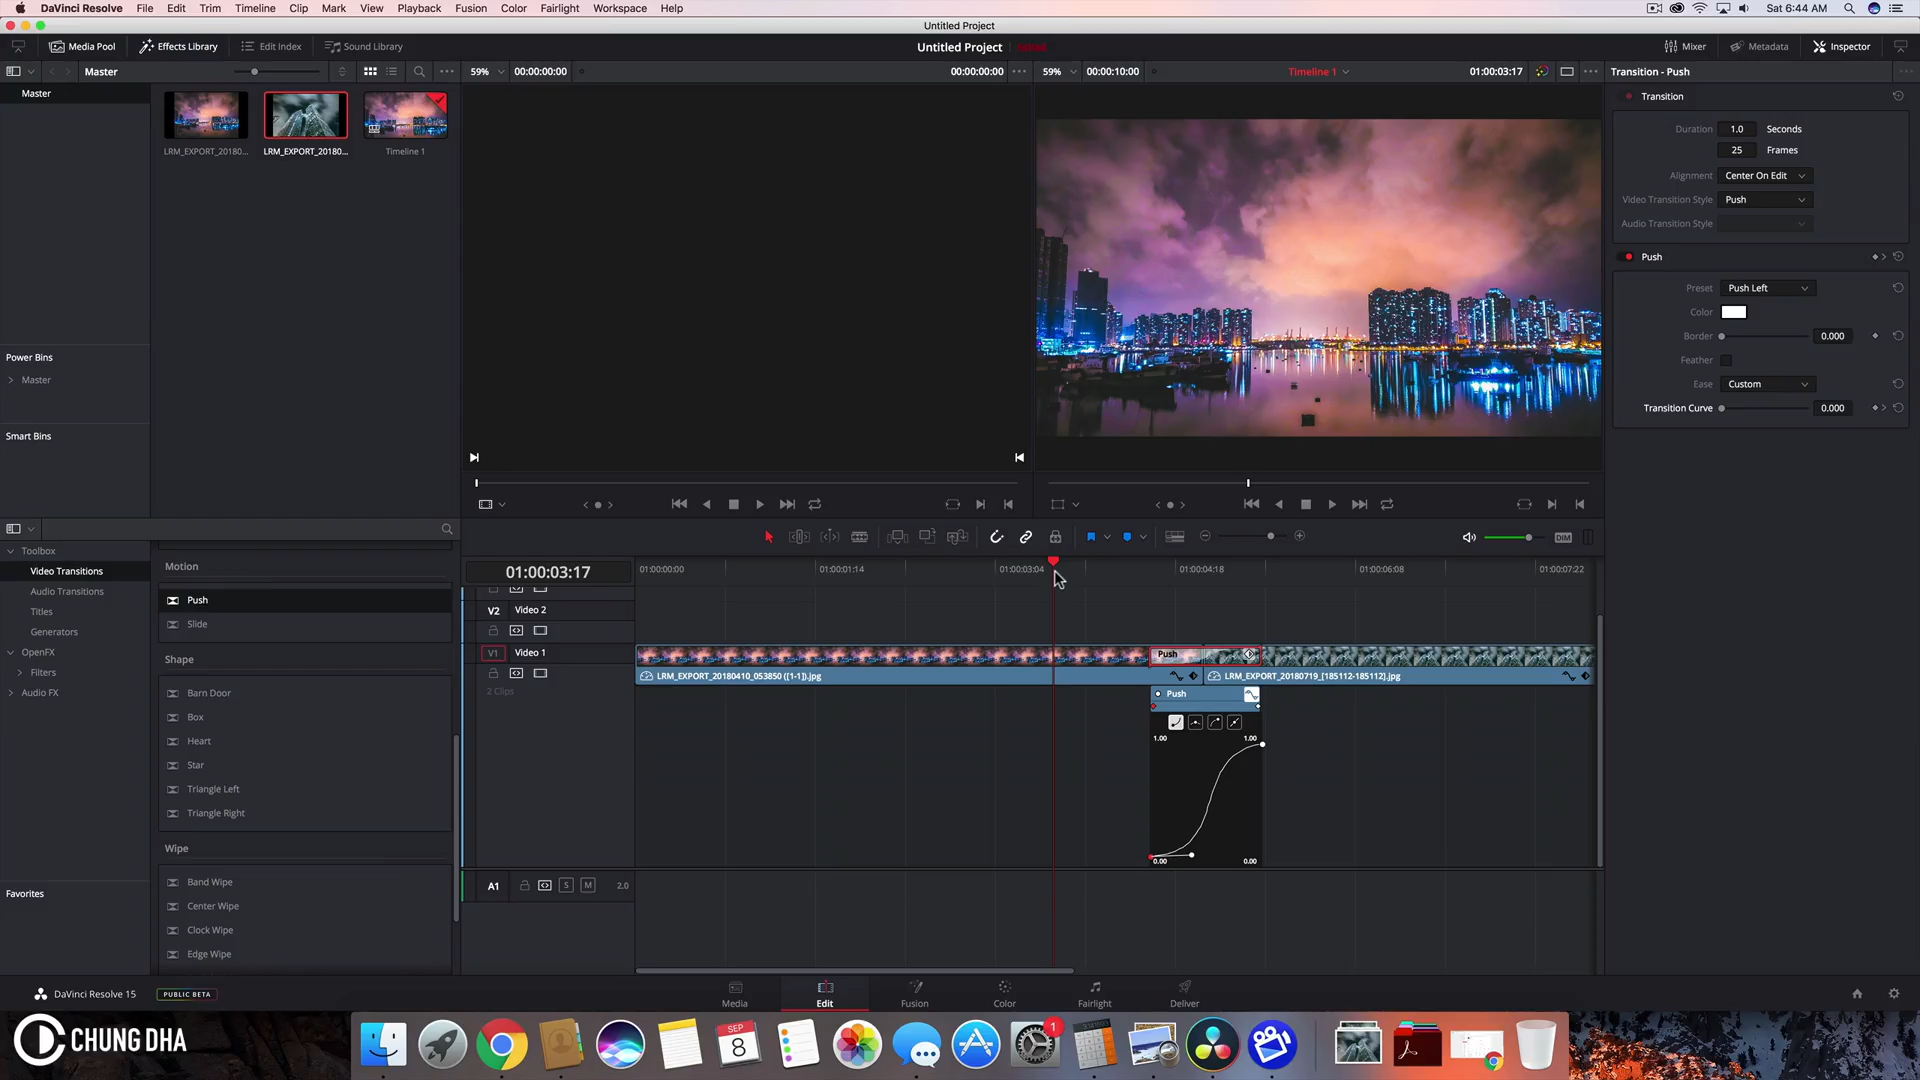 DaVinci Resolve File Edit Trim Timeline Clip Mark View Playback Fusion Color Fairlight Workspace Help Sat 6:44 AM
Untitled Project
Media Pool Effects Library Edit Index Sound Library Untitled Project Edited Mixer Metadata Inspector
Master 59% 00:00:00:00 00:00:00:00 59% 00:00:10:00 Timeline 1 01:00:03:17 Transition - Push
Master
LRM_EXPORT_20180... LRM_EXPORT_20180... Timeline 1
Power Bins
Master
Smart Bins
Transition
Duration 1.0 Seconds
25 Frames
Alignment Center On Edit
Video Transition Style Push
Audio Transition Style
Push
Preset Push Left
Color
Border 0.000
Feather
Ease Custom
Transition Curve 0.000
Toolbox
Video Transitions
Audio Transitions
Titles
Generators
OpenFX
Filters
Audio FX
Favorites
Motion
Push
Slide
Shape
Barn Door
Box
Heart
Star
Triangle Left
Triangle Right
Wipe
Band Wipe
Center Wipe
Clock Wipe
Edge Wipe
DIM
01:00:03:17 01:00:00:00 01:00:01:14 01:00:03:04 01:00:04:18 01:00:06:08 01:00:07:22
V2 Video 2
V1 Video 1
2 Clips
Push
LRM_EXPORT_20180410_053850 ([1-1]).jpg LRM_EXPORT_20180719_[185112-185112].jpg
Push
1.00 1.00
0.00 0.00
A1 S M 2.0
DaVinci Resolve 15 PUBLIC BETA
Media Edit Fusion Color Fairlight Deliver
CHUNG DHA
SEP
8
1